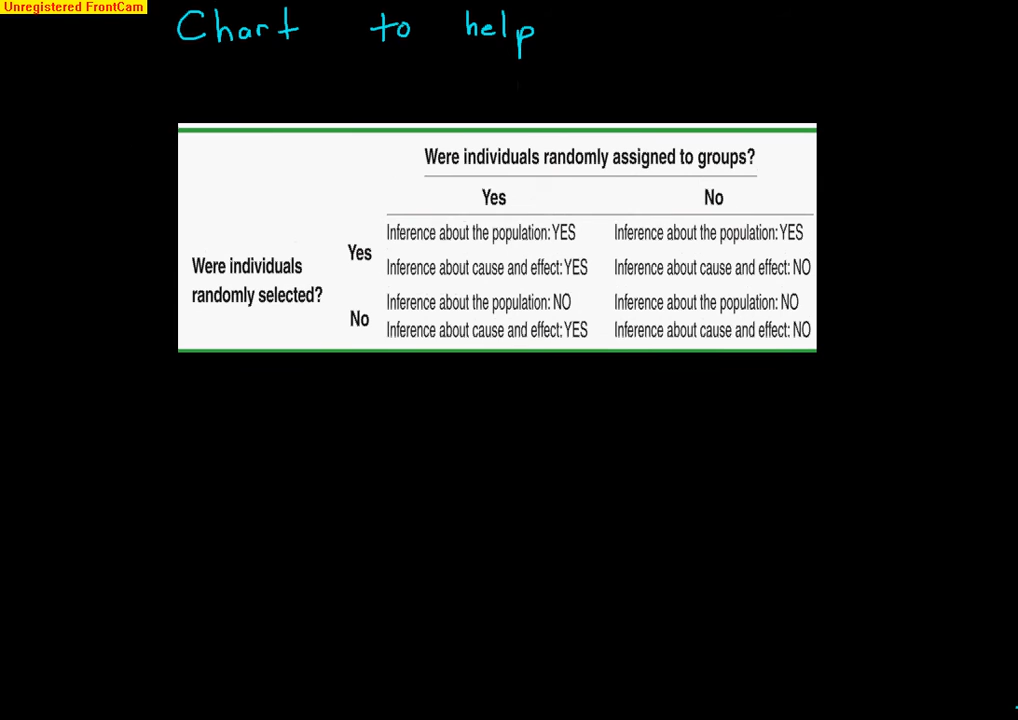 Unregistered FrontCam
Chart to help
Were individuals randomly assigned to groups?
Yes No
Inference about the population: YES Inference about the population: YES
Yes
Inference about cause and effect: YES Inference about cause and effect: NO
Were individuals
randomly selected?
Inference about the population: NO Inference about the population: NO
No
Inference about cause and effect: YES Inference about cause and effect: NO